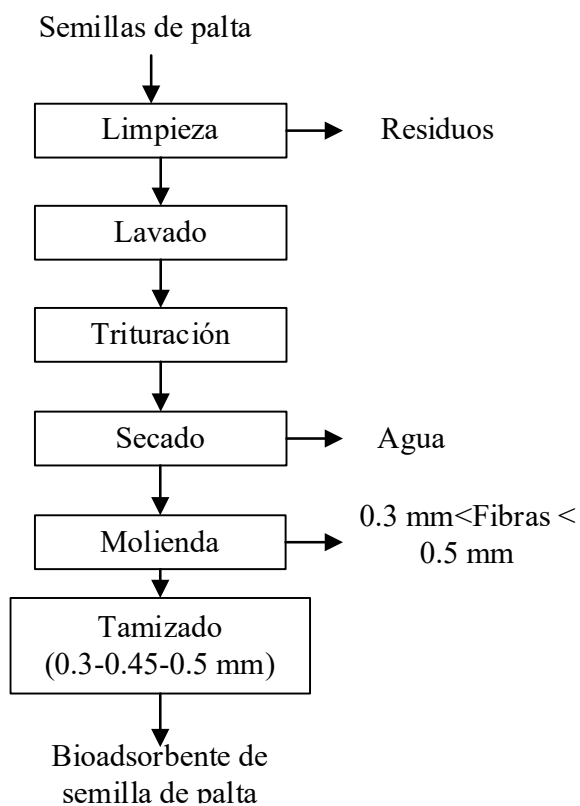 Semillas de palta
Limpieza
Residuos
Lavado
Trituración
Secado
Agua
Molienda
0.3 mm<Fibras <
0.5 mm
Tamizado
(0.3-0.45-0.5 mm)
Bioadsorbente de
semilla de palta